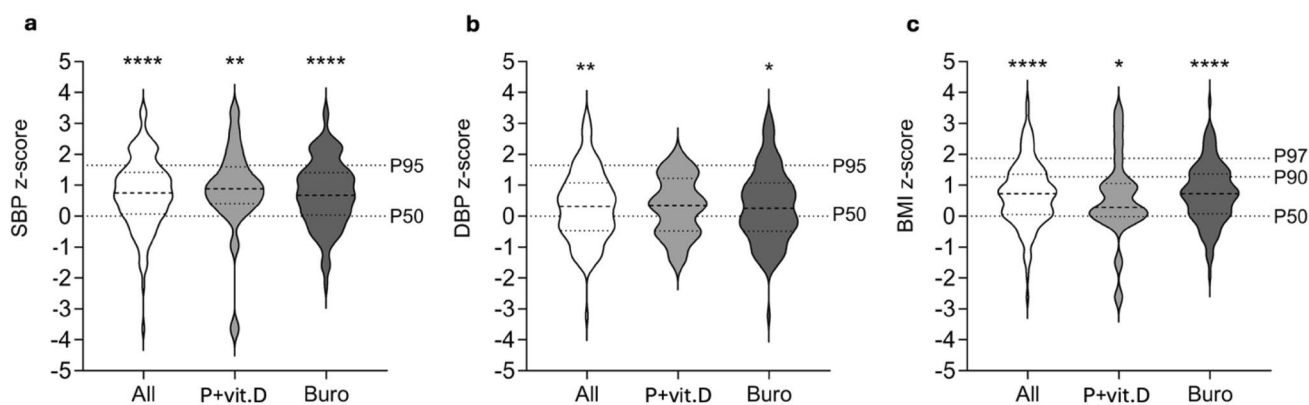 a
SBP z-score
5
4
3
2
1
0
-1
-2
-3
-4
-5
****
**
****
P95
P50
All
P+vit.D
Buro
b
DBP z-score
5
4
3
2
1
0
-1
-2
-3
-4
-5
**
*
P95
P50
All
P+vit.D
Buro
c
BMI z-score
5
4
3
2
1
0
-1
-2
-3
-4
-5
****
*
****
P97
P90
P50
All
P+vit.D
Buro